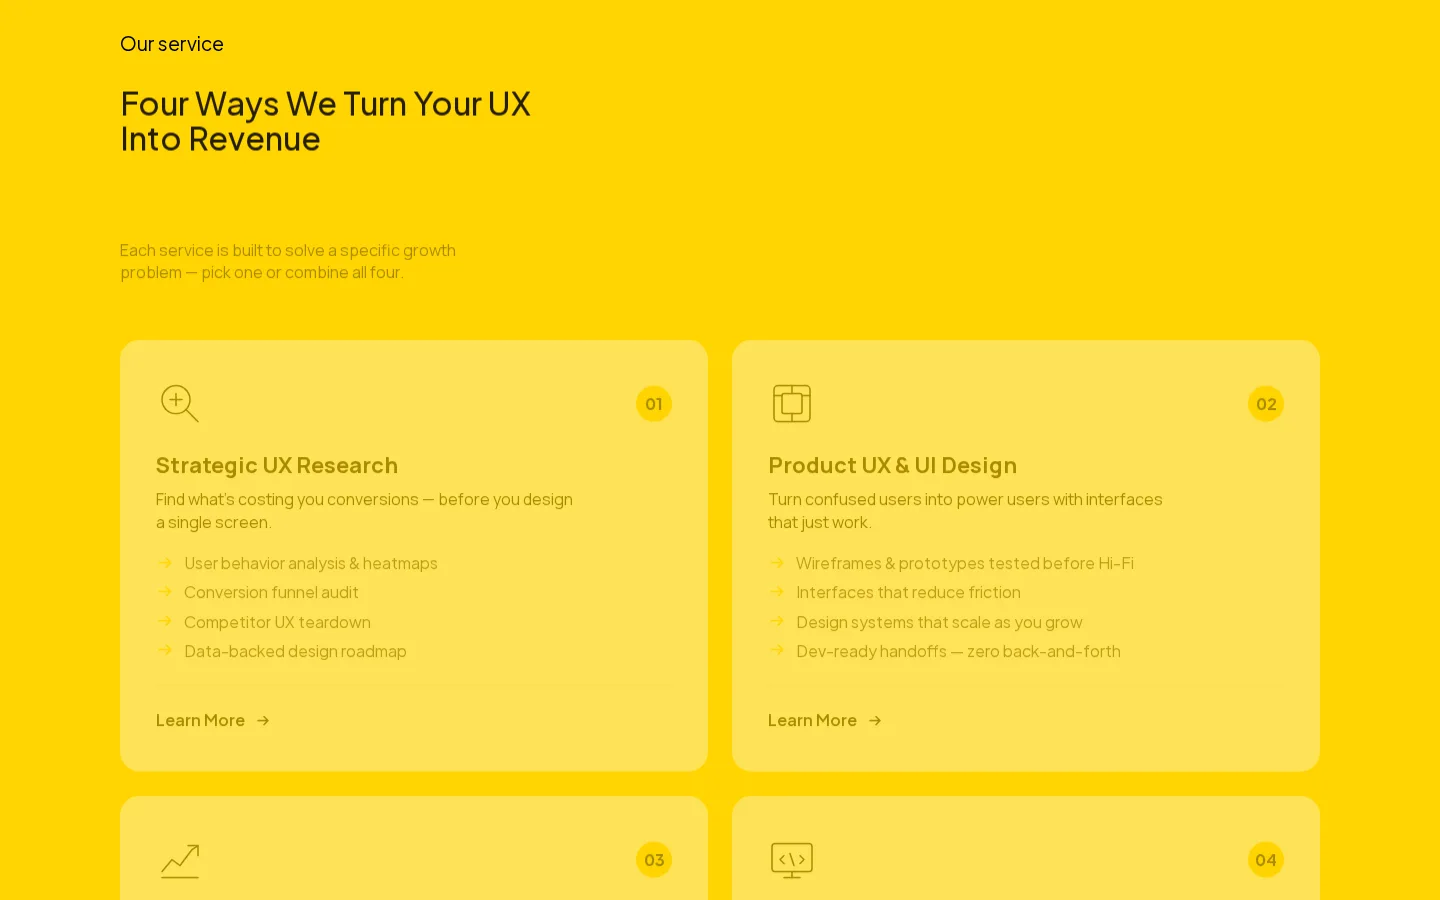 Our service
Four Ways We Turn Your UX
Into Revenue
Each service is built to solve a specific growth
problem — pick one or combine all four.
01
Strategic UX Research
Find what's costing you conversions — before you design
a single screen.
User behavior analysis & heatmaps
Conversion funnel audit
Competitor UX teardown
Data-backed design roadmap
Learn More
02
Product UX & UI Design
Turn confused users into power users with interfaces
that just work.
Wireframes & prototypes tested before Hi-Fi
Interfaces that reduce friction
Design systems that scale as you grow
Dev-ready handoffs — zero back-and-forth
Learn More
03
04